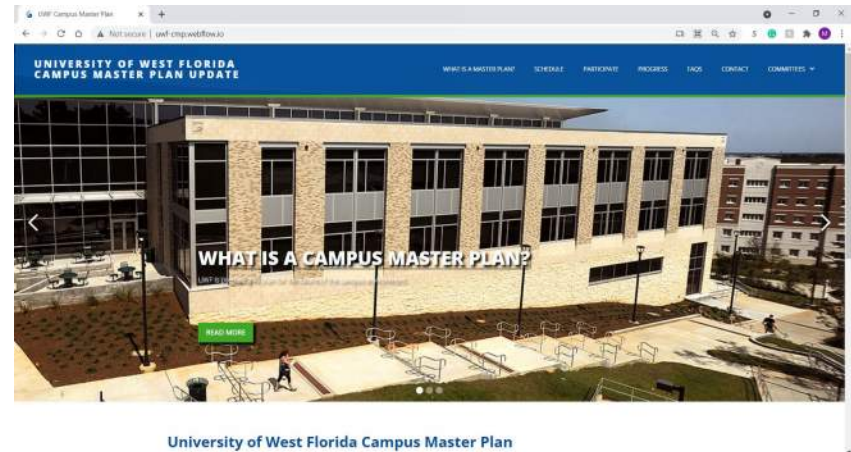 UWF Campus Master Plan
Not secure | uwf-cmp.webflow.io
UNIVERSITY OF WEST FLORIDA
CAMPUS MASTER PLAN UPDATE
WHAT IS A MASTER PLAN? SCHEDULE PARTICIPATE PROGRESS FAQS CONTACT COMMITTEES
WHAT IS A CAMPUS MASTER PLAN?
READ MORE
University of West Florida Campus Master Plan